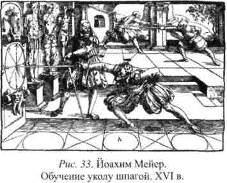 A
Рис. 33. Йоахим Мейер.
Обучение уколу шпагой. XVI в.